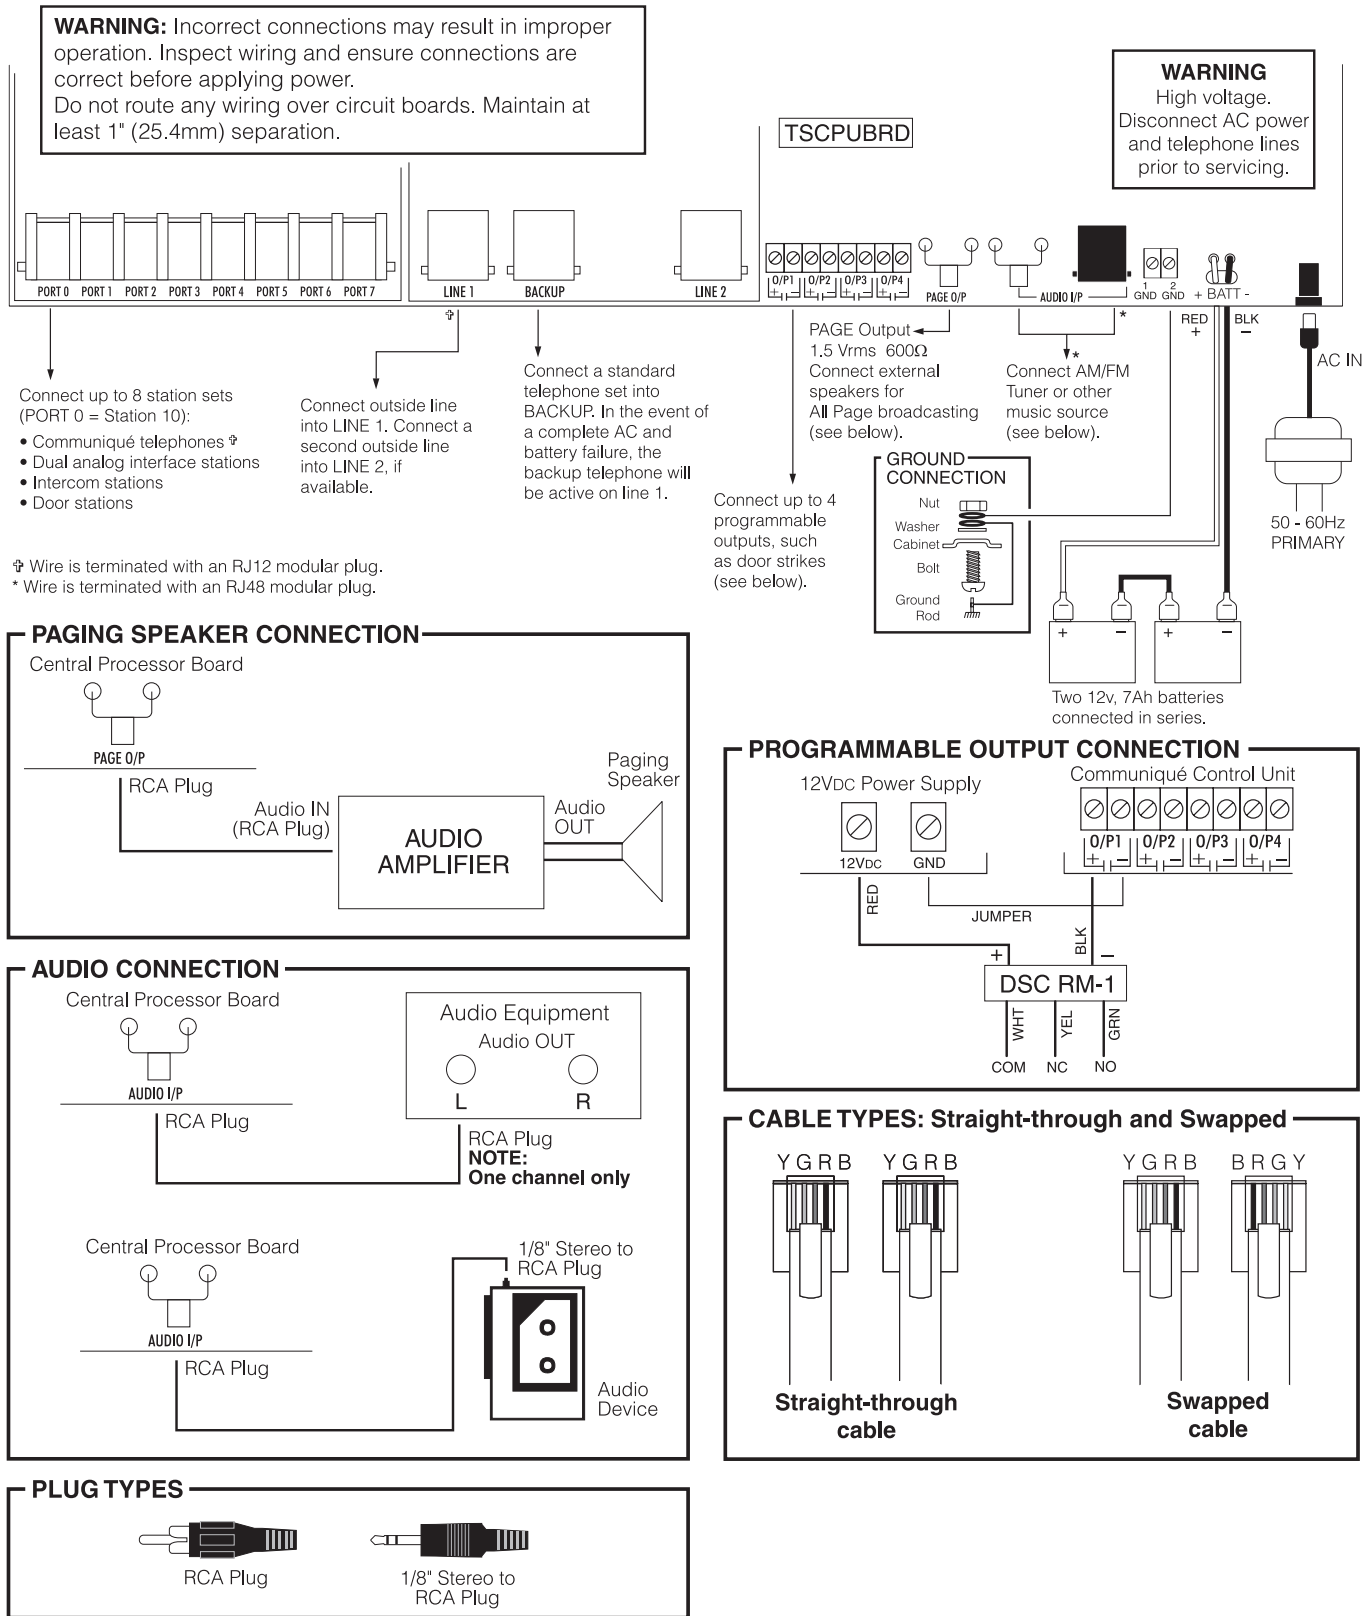 WARNING: Incorrect connections may result in improper
operation. Inspect wiring and ensure connections are
correct before applying power.
Do not route any wiring over circuit boards. Maintain at
least 1" (25.4mm) separation.
WARNING
High voltage.
Disconnect AC power
and telephone lines
prior to servicing.
TSCPUBRD
PORT 0 PORT 1 PORT 2 PORT 3 PORT 4 PORT 5 PORT 6 PORT 7
LINE 1 BACKUP LINE 2
O/P1 O/P2 O/P3 O/P4
+ − + − + − + −
PAGE O/P
AUDIO I/P
1 2
GND GND
+ BATT -
✞
*
RED BLK
+ −
AC IN
Connect up to 8 station sets
(PORT 0 = Station 10):
• Communiqué telephones ✞
• Dual analog interface stations
• Intercom stations
• Door stations
Connect outside line
into LINE 1. Connect a
second outside line
into LINE 2, if
available.
Connect a standard
telephone set into
BACKUP. In the event of
a complete AC and
battery failure, the
backup telephone will
be active on line 1.
Connect up to 4
programmable
outputs, such
as door strikes
(see below).
PAGE Output
1.5 Vrms 600Ω
Connect external
speakers for
All Page broadcasting
(see below).
*
Connect AM/FM
Tuner or other
music source
(see below).
GROUND
CONNECTION
Nut
Washer
Cabinet
Bolt
Ground
Rod
50 - 60Hz
PRIMARY
+ − + −
Two 12v, 7Ah batteries
connected in series.
✞ Wire is terminated with an RJ12 modular plug.
* Wire is terminated with an RJ48 modular plug.
PAGING SPEAKER CONNECTION
Central Processor Board
PAGE O/P
RCA Plug
Audio IN
(RCA Plug)
AUDIO
AMPLIFIER
Audio
OUT
Paging
Speaker
PROGRAMMABLE OUTPUT CONNECTION
12VDC Power Supply
Communiqué Control Unit
12VDC GND
O/P1 O/P2 O/P3 O/P4
+ − + − + − + −
RED
JUMPER
BLK
+ −
DSC RM-1
WHT YEL GRN
COM NC NO
AUDIO CONNECTION
Central Processor Board
AUDIO I/P
RCA Plug
Audio Equipment
Audio OUT
L R
RCA Plug
NOTE:
One channel only
Central Processor Board
AUDIO I/P
RCA Plug
1/8" Stereo to
RCA Plug
Audio
Device
CABLE TYPES: Straight-through and Swapped
Y G R B Y G R B Y G R B B R G Y
Straight-through
cable
Swapped
cable
PLUG TYPES
RCA Plug
1/8" Stereo to
RCA Plug